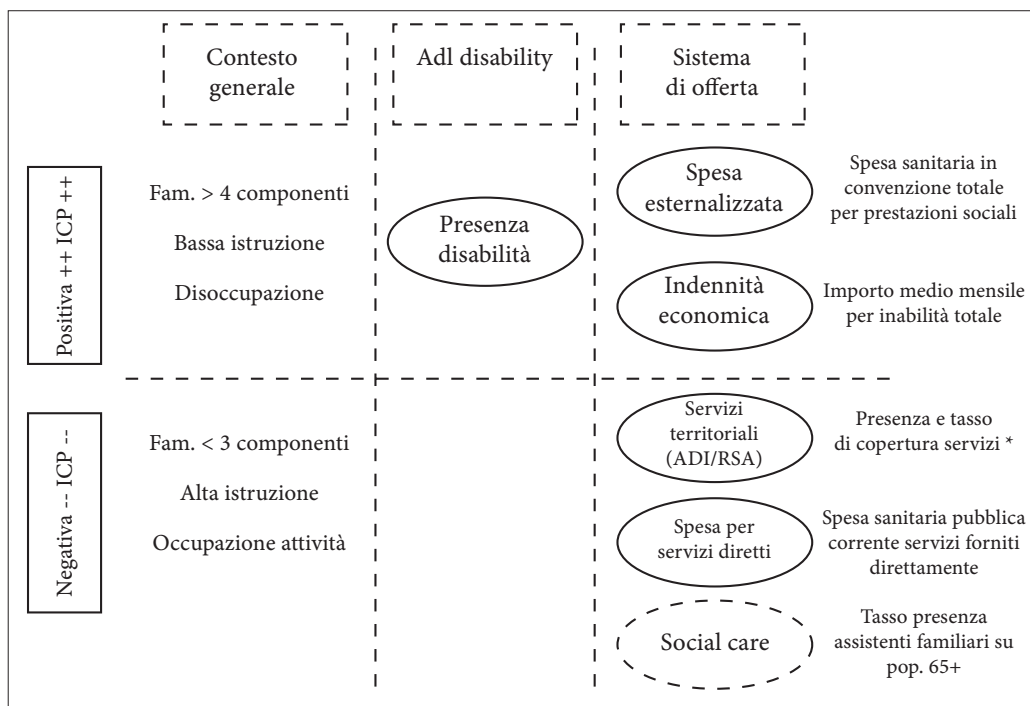 Contesto
generale
Adl disability
Sistema
di offerta
Positiva ++ ICP ++
Fam. > 4 componenti
Bassa istruzione
Disoccupazione
Presenza
disabilità
Spesa
esternalizzata
Spesa sanitaria in
convenzione totale
per prestazioni sociali
Indennità
economica
Importo medio mensile
per inabilità totale
Negativa -- ICP --
Fam. < 3 componenti
Alta istruzione
Occupazione attività
Servizi
territoriali
(ADI/RSA)
Presenza e tasso
di copertura servizi *
Spesa per
servizi diretti
Spesa sanitaria pubblica
corrente servizi forniti
direttamente
Social care
Tasso presenza
assistenti familiari su
pop. 65+